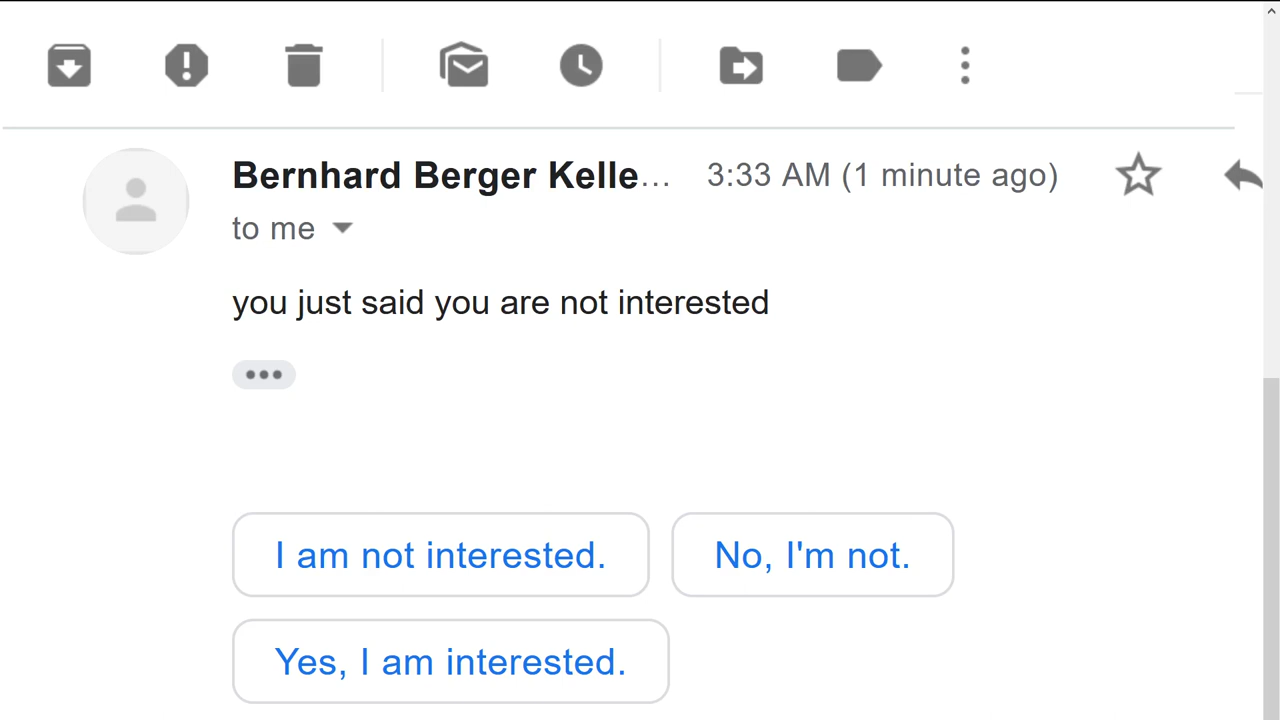 Bernhard Berger Kelle... 3:33 AM (1 minute ago)
to me
you just said you are not interested
I am not interested. No, I'm not.
Yes, I am interested.